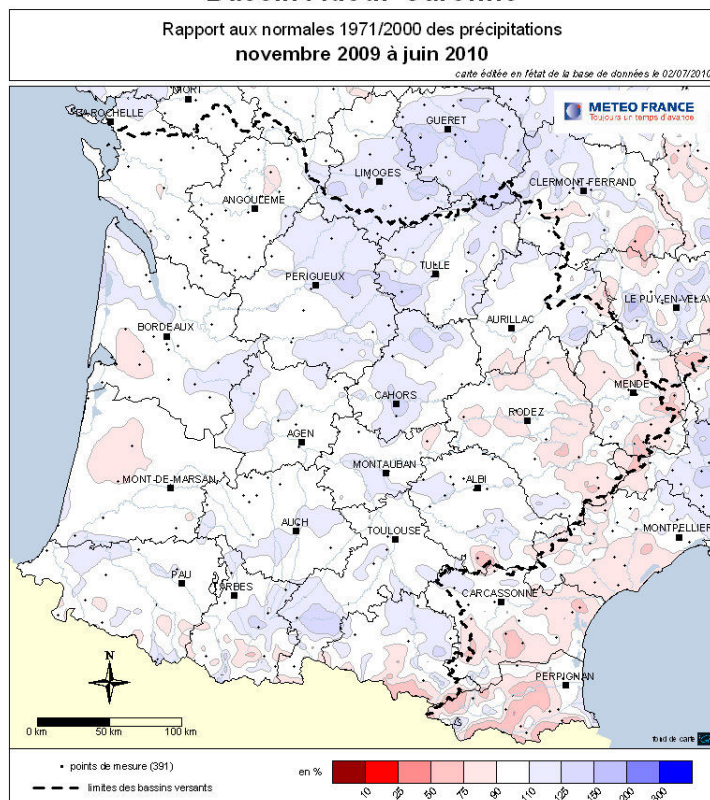 Rapport aux normales 1971/2000 des précipitations
novembre 2009 à juin 2010
carte éditée en l'état de la base de données le 02/07/2010
METEO FRANCE
Toujours un temps d'avance
NIORT
LA ROCHELLE
GUERET
LIMOGES
CLERMONT-FERRAND
ANGOULEME
TULLE
PERIGUEUX
LE PUY-EN-VELAY
BORDEAUX
AURILLAC
MENDE
CAHORS
RODEZ
AGEN
MONTAUBAN
MONT-DE-MARSAN
ALBI
AUCH
TOULOUSE
MONTPELLIER
PAU
TARBES
CARCASSONNE
PERPIGNAN
N
0 km 50 km 100 km
fond de carte
points de mesure (391)
limites des bassins versants
en %
10 25 50 75 90 110 125 150 200 300